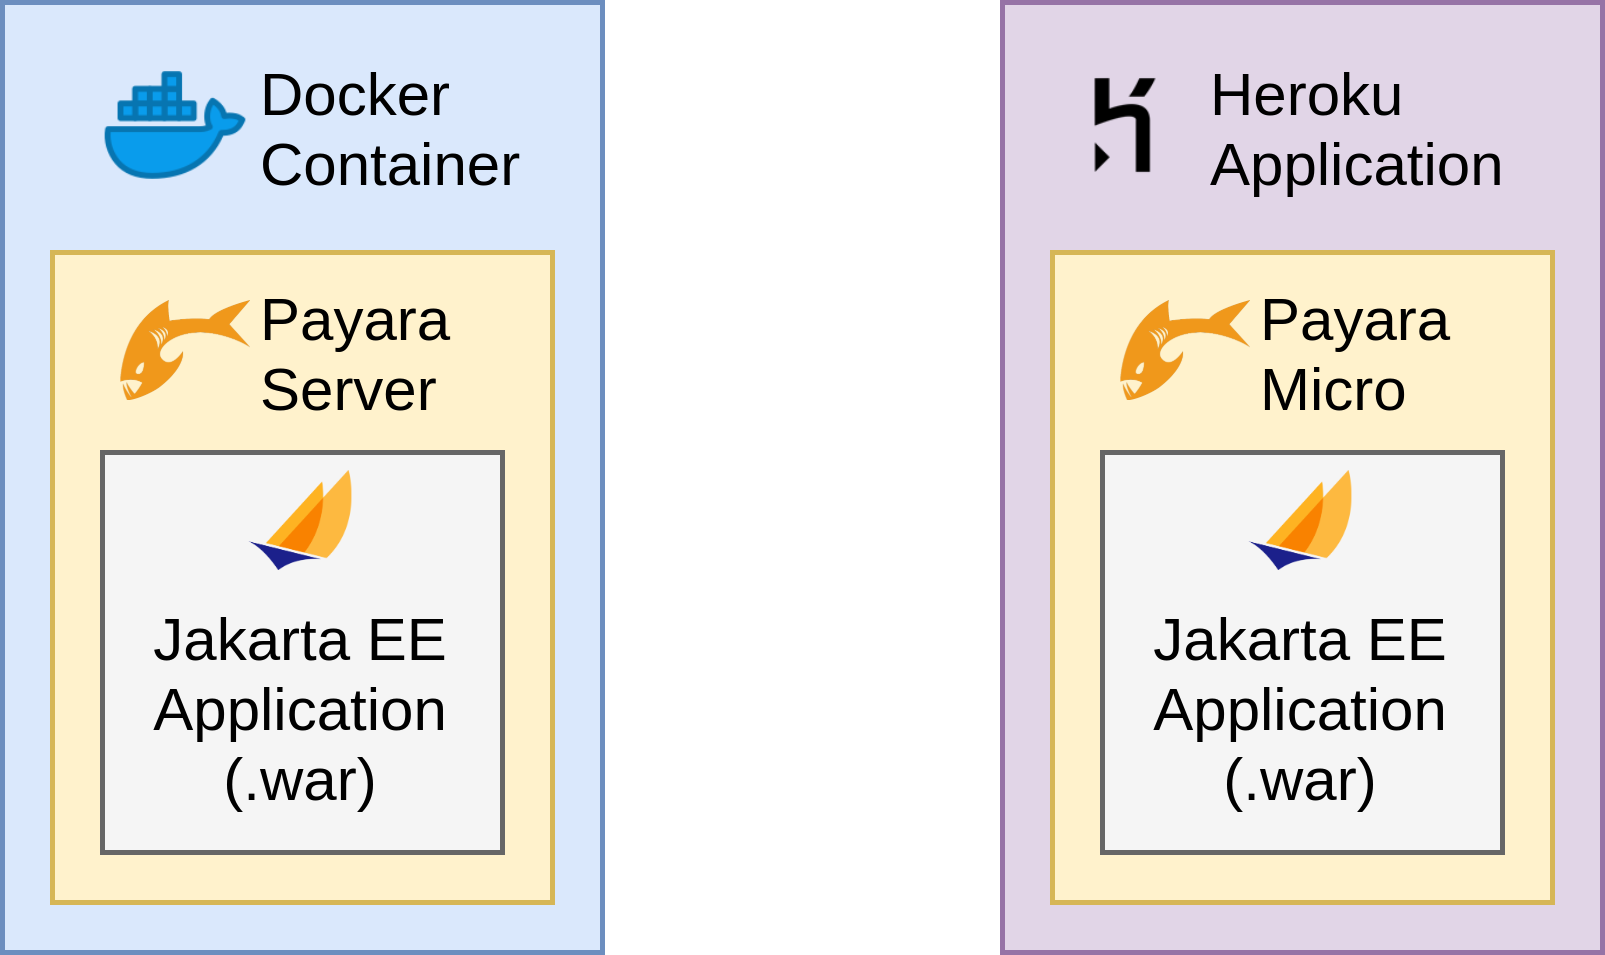 Docker
Container
Payara
Server
Jakarta EE
Application
(.war)
Heroku
Application
Payara
Micro
Jakarta EE
Application
(.war)